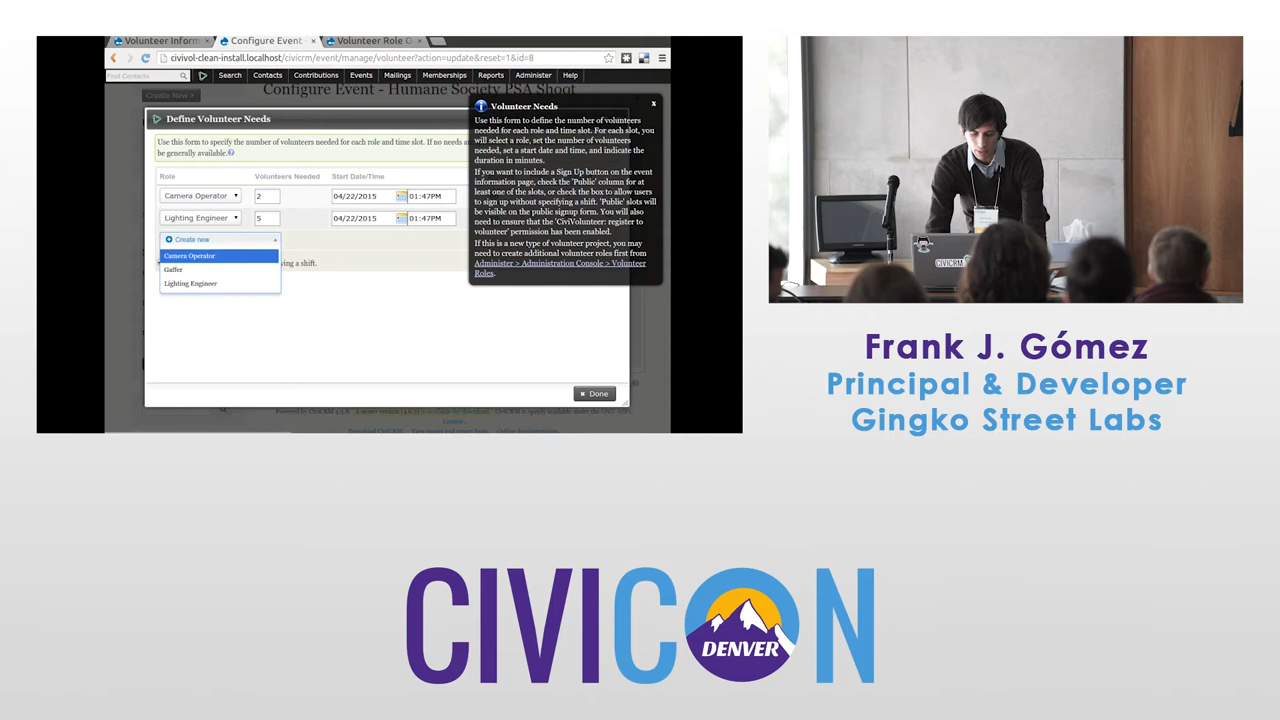 Volunteer Inform
Configure Event -
Volunteer Role O
civivol-clean-install.localhost/civicrm/event/manage/volunteer?action=update&reset=1&id=8
Find Contacts
Search
Contacts
Contributions
Events
Mailings
Memberships
Reports
Administer
Help
Create New >
Configure Event - Humane Society PSA Shoot
Define Volunteer Needs
Use this form to specify the number of volunteers needed for each role and time slot. If no needs a
be generally available.
Role
Volunteers Needed
Start Date/Time
Camera Operator
2
04/22/2015
01:47PM
Lighting Engineer
5
04/22/2015
01:47PM
Create new
Camera Operator
Gaffer
Lighting Engineer
ying a shift.
x Done
Volunteer Needs
x
Use this form to define the number of volunteers
needed for each role and time slot. For each slot, you
will select a role, set the number of volunteers
needed, set a start date and time, and indicate the
duration in minutes.
If you want to include a Sign Up button on the event
information page, check the 'Public' column for at
least one of the slots, or check the box to allow users
to sign up without specifying a shift. 'Public' slots will
be visible on the public signup form. You will also
need to ensure that the 'CiviVolunteer: register to
volunteer' permission has been enabled.
If this is a new type of volunteer project, you may
need to create additional volunteer roles first from
Administer > Administration Console > Volunteer
Roles.
CIVICRM
Frank J. Gómez
Principal & Developer
Gingko Street Labs
CIVICON
DENVER